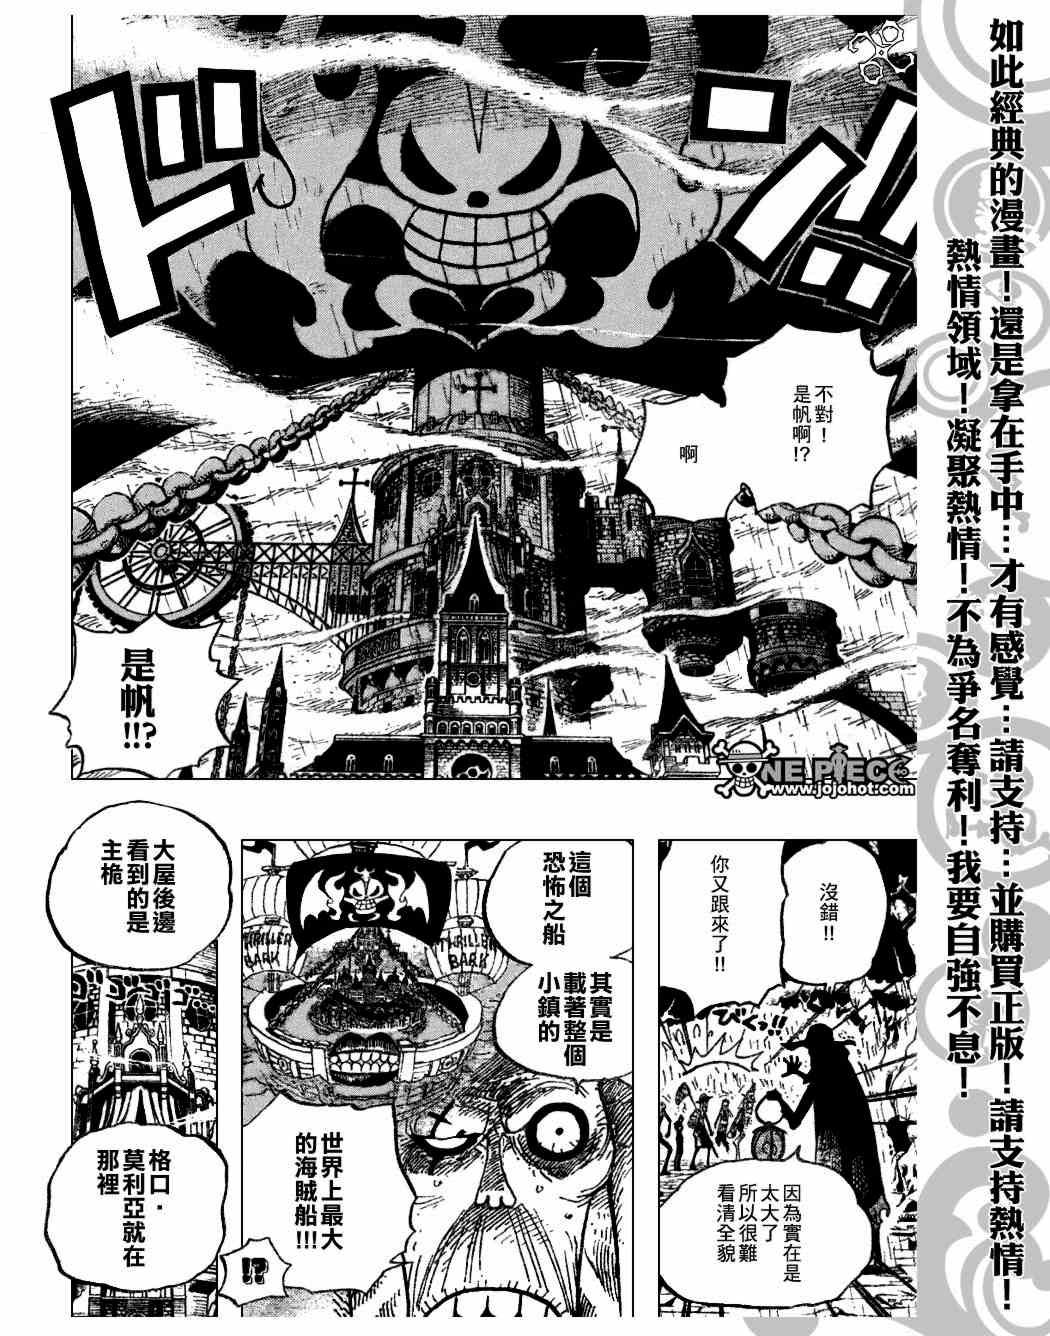 如此經典的漫畫！還是拿在手中…才有感覺…請支持…並購買正版！請支持熱情！
熱情領域！凝聚熱情！不為爭名奪利！我要自強不息！
ドドン!!!
不對！
是帆啊!?
啊
是帆
!!?
ONE PIECE
www.jojohot.com
沒錯!!
你又跟來了!!
びくっ!!
因為實在是
太大了
所以很難
看清全貌
這個
恐怖之船
其實是
載著整個
小鎮的
THRILLER
BARK
THRILLER
BARK
世界上最大
的海賊船!!!
!?
大屋後邊
看到的是
主桅
格口·
莫利亞就在
那裡